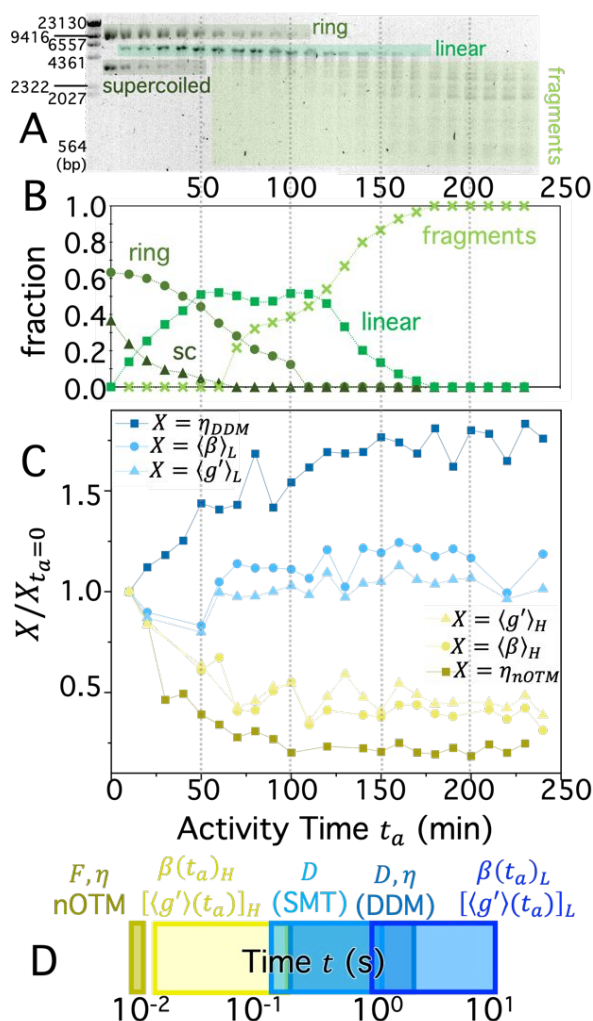 23130
9416
6557
4361
2322
2027
564
(bp)
ring
linear
supercoiled
fragments
A
50 100 150 200 250
B
1.0
0.8
0.6
0.4
0.2
0.0
fraction
ring
sc
fragments
linear
C
X = η_DDM
X = ⟨β⟩_L
X = ⟨g'⟩_L
1.5
1.0
0.5
X/X_{t_a=0}
X = ⟨g'⟩_H
X = ⟨β⟩_H
X = η_nOTM
0 50 100 150 200 250
Activity Time t_a (min)
F, η β(t_a)_H D D, η β(t_a)_L
nOTM [⟨g'⟩(t_a)]_H (SMT) (DDM) [⟨g'⟩(t_a)]_L
D
Time t (s)
10^-2 10^-1 10^0 10^1